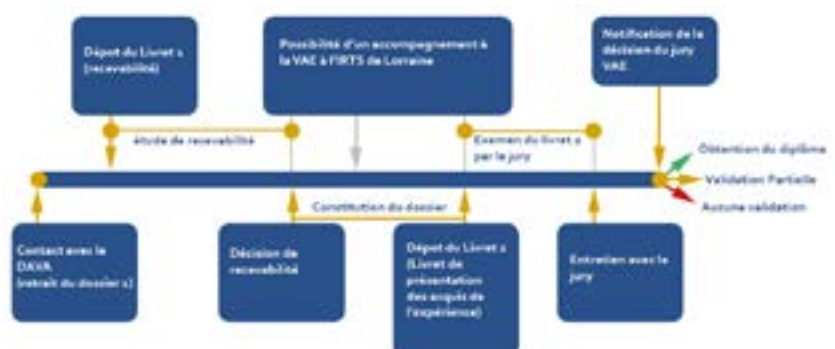 Dépot du Livret 1
(recevabilité)
Possibilité d'un accompagnement à
la VAE à l'IRTS de Lorraine
Notification de la
décision du jury
VAE
étude de recevabilité
Examen du livret 2
par le jury
Obtention du diplôme
Validation Partielle
Aucune validation
Constitution du dossier
Contact avec le
DAVA
(retrait du dossier 1)
Décision de
recevabilité
Dépot du Livret 2
(Livret de
présentation
des acquis de
l'expérience)
Entretien avec le
jury